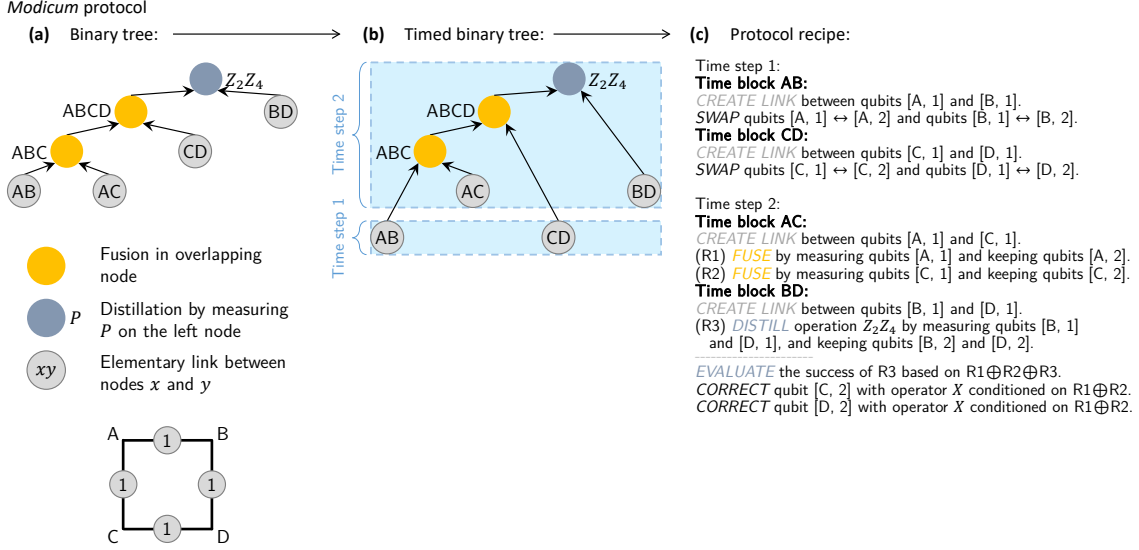 Modicum protocol
(a) Binary tree:
Z₂Z₄
ABCD
BD
ABC
CD
AB
AC
Fusion in overlapping
node
P
Distillation by measuring
P on the left node
xy
Elementary link between
nodes x and y
A
B
1
1
1
1
C
D
(b) Timed binary tree:
Time step 2
Z₂Z₄
ABCD
ABC
AC
BD
Time step 1
AB
CD
(c) Protocol recipe:
Time step 1:
Time block AB:
CREATE LINK between qubits [A, 1] and [B, 1].
SWAP qubits [A, 1] ↔ [A, 2] and qubits [B, 1] ↔ [B, 2].
Time block CD:
CREATE LINK between qubits [C, 1] and [D, 1].
SWAP qubits [C, 1] ↔ [C, 2] and qubits [D, 1] ↔ [D, 2].
Time step 2:
Time block AC:
CREATE LINK between qubits [A, 1] and [C, 1].
(R1) FUSE by measuring qubits [A, 1] and keeping qubits [A, 2].
(R2) FUSE by measuring qubits [C, 1] and keeping qubits [C, 2].
Time block BD:
CREATE LINK between qubits [B, 1] and [D, 1].
(R3) DISTILL operation Z₂Z₄ by measuring qubits [B, 1]
and [D, 1], and keeping qubits [B, 2] and [D, 2].
EVALUATE the success of R3 based on R1⊕R2⊕R3.
CORRECT qubit [C, 2] with operator X conditioned on R1⊕R2.
CORRECT qubit [D, 2] with operator X conditioned on R1⊕R2.